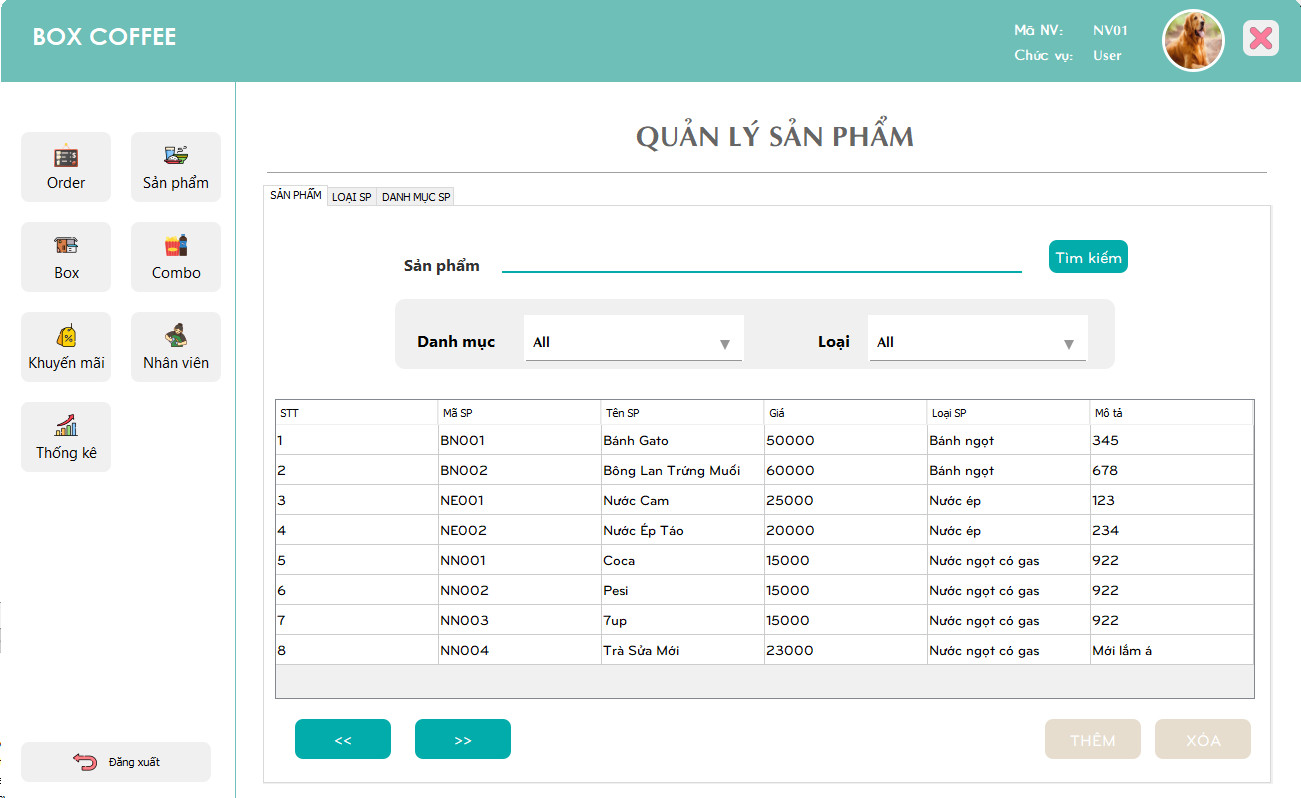 BOX COFFEE
Mã NV: NV01
Chức vụ: User
Order
Sản phẩm
Box
Combo
Khuyến mãi
Nhân viên
Thống kê
Đăng xuất
QUẢN LÝ SẢN PHẨM
SẢN PHẨM LOẠI SP DANH MỤC SP
Sản phẩm Tìm kiếm
Danh mục All Loại All
STT Mã SP Tên SP Giá Loại SP Mô tả
1 BN001 Bánh Gato 50000 Bánh ngọt 345
2 BN002 Bông Lan Trứng Muối 60000 Bánh ngọt 678
3 NE001 Nước Cam 25000 Nước ép 123
4 NE002 Nước Ép Táo 20000 Nước ép 234
5 NN001 Coca 15000 Nước ngọt có gas 922
6 NN002 Pesi 15000 Nước ngọt có gas 922
7 NN003 7up 15000 Nước ngọt có gas 922
8 NN004 Trà Sửa Mới 23000 Nước ngọt có gas Mới lắm á
<< >> THÊM XÓA